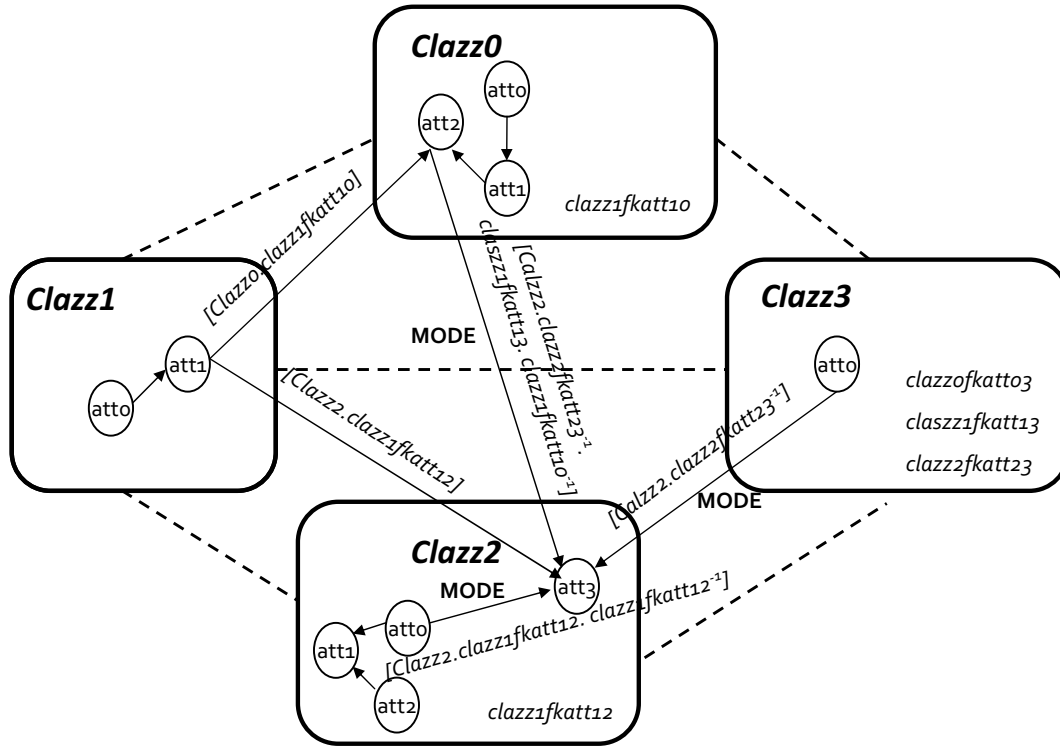 Clazz0
att0
att2
att1
clazz1fkatt10
[Clazz0.clazz1fkatt10]
Clazz1
att1
att0
Clazz3
att0
clazz0fkatt03
claszz1fkatt13
clazz2fkatt23
MODE
[Calzz2.clazz2fkatt23⁻¹.
claszz1fkatt13. clazz1fkatt10⁻¹]
[Clazz2.clazz1fkatt12]
[Calzz2.clazz2fkatt23⁻¹]
MODE
Clazz2
MODE
att3
att0
att1
att2
[Clazz2.clazz1fkatt12. clazz1fkatt12⁻¹]
clazz1fkatt12